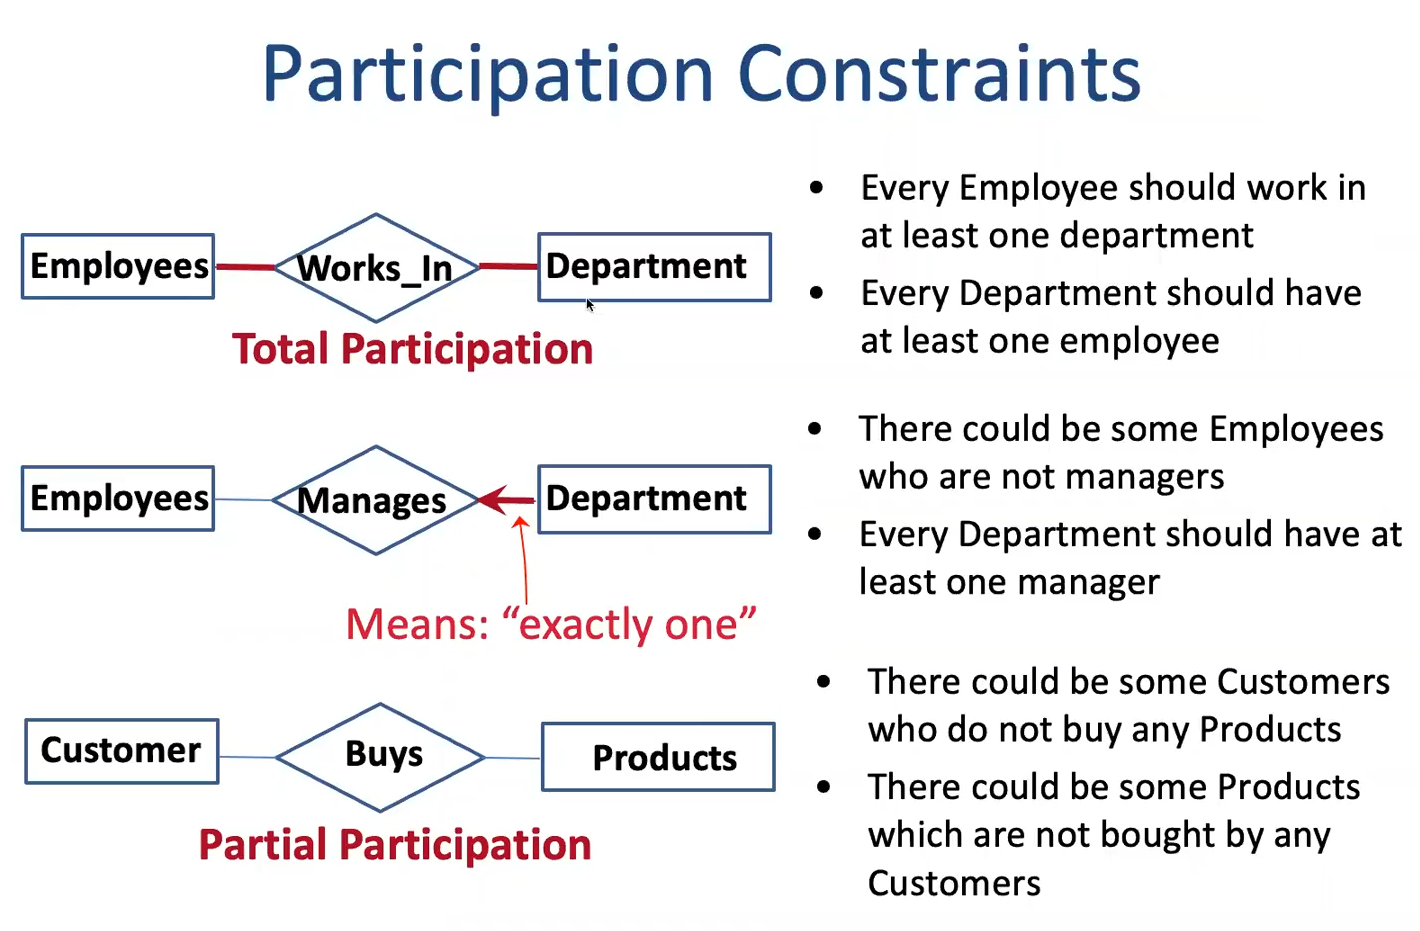 Participation Constraints
Employees
Works_In
Department
Total Participation
• Every Employee should work in
at least one department
• Every Department should have
at least one employee
Employees
Manages
Department
Means: “exactly one”
• There could be some Employees
who are not managers
• Every Department should have at
least one manager
Customer
Buys
Products
Partial Participation
• There could be some Customers
who do not buy any Products
• There could be some Products
which are not bought by any
Customers